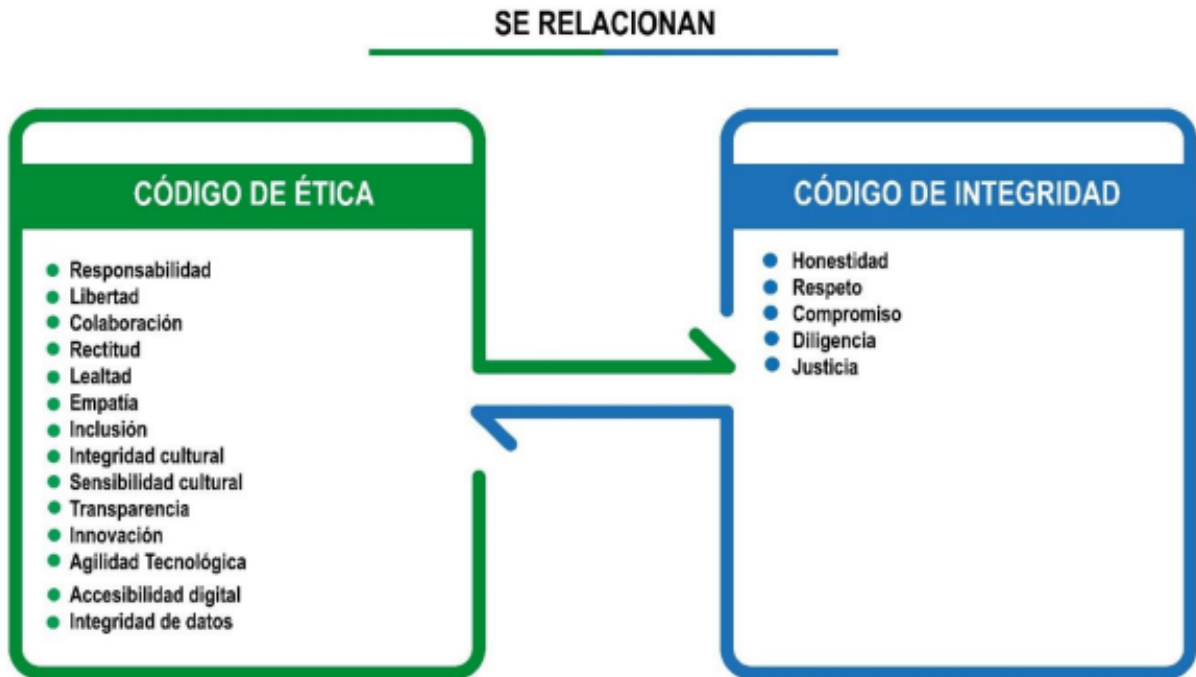 SE RELACIONAN
CÓDIGO DE ÉTICA
Responsabilidad
Libertad
Colaboración
Rectitud
Lealtad
Empatía
Inclusión
Integridad cultural
Sensibilidad cultural
Transparencia
Innovación
Agilidad Tecnológica
Accesibilidad digital
Integridad de datos
CÓDIGO DE INTEGRIDAD
Honestidad
Respeto
Compromiso
Diligencia
Justicia